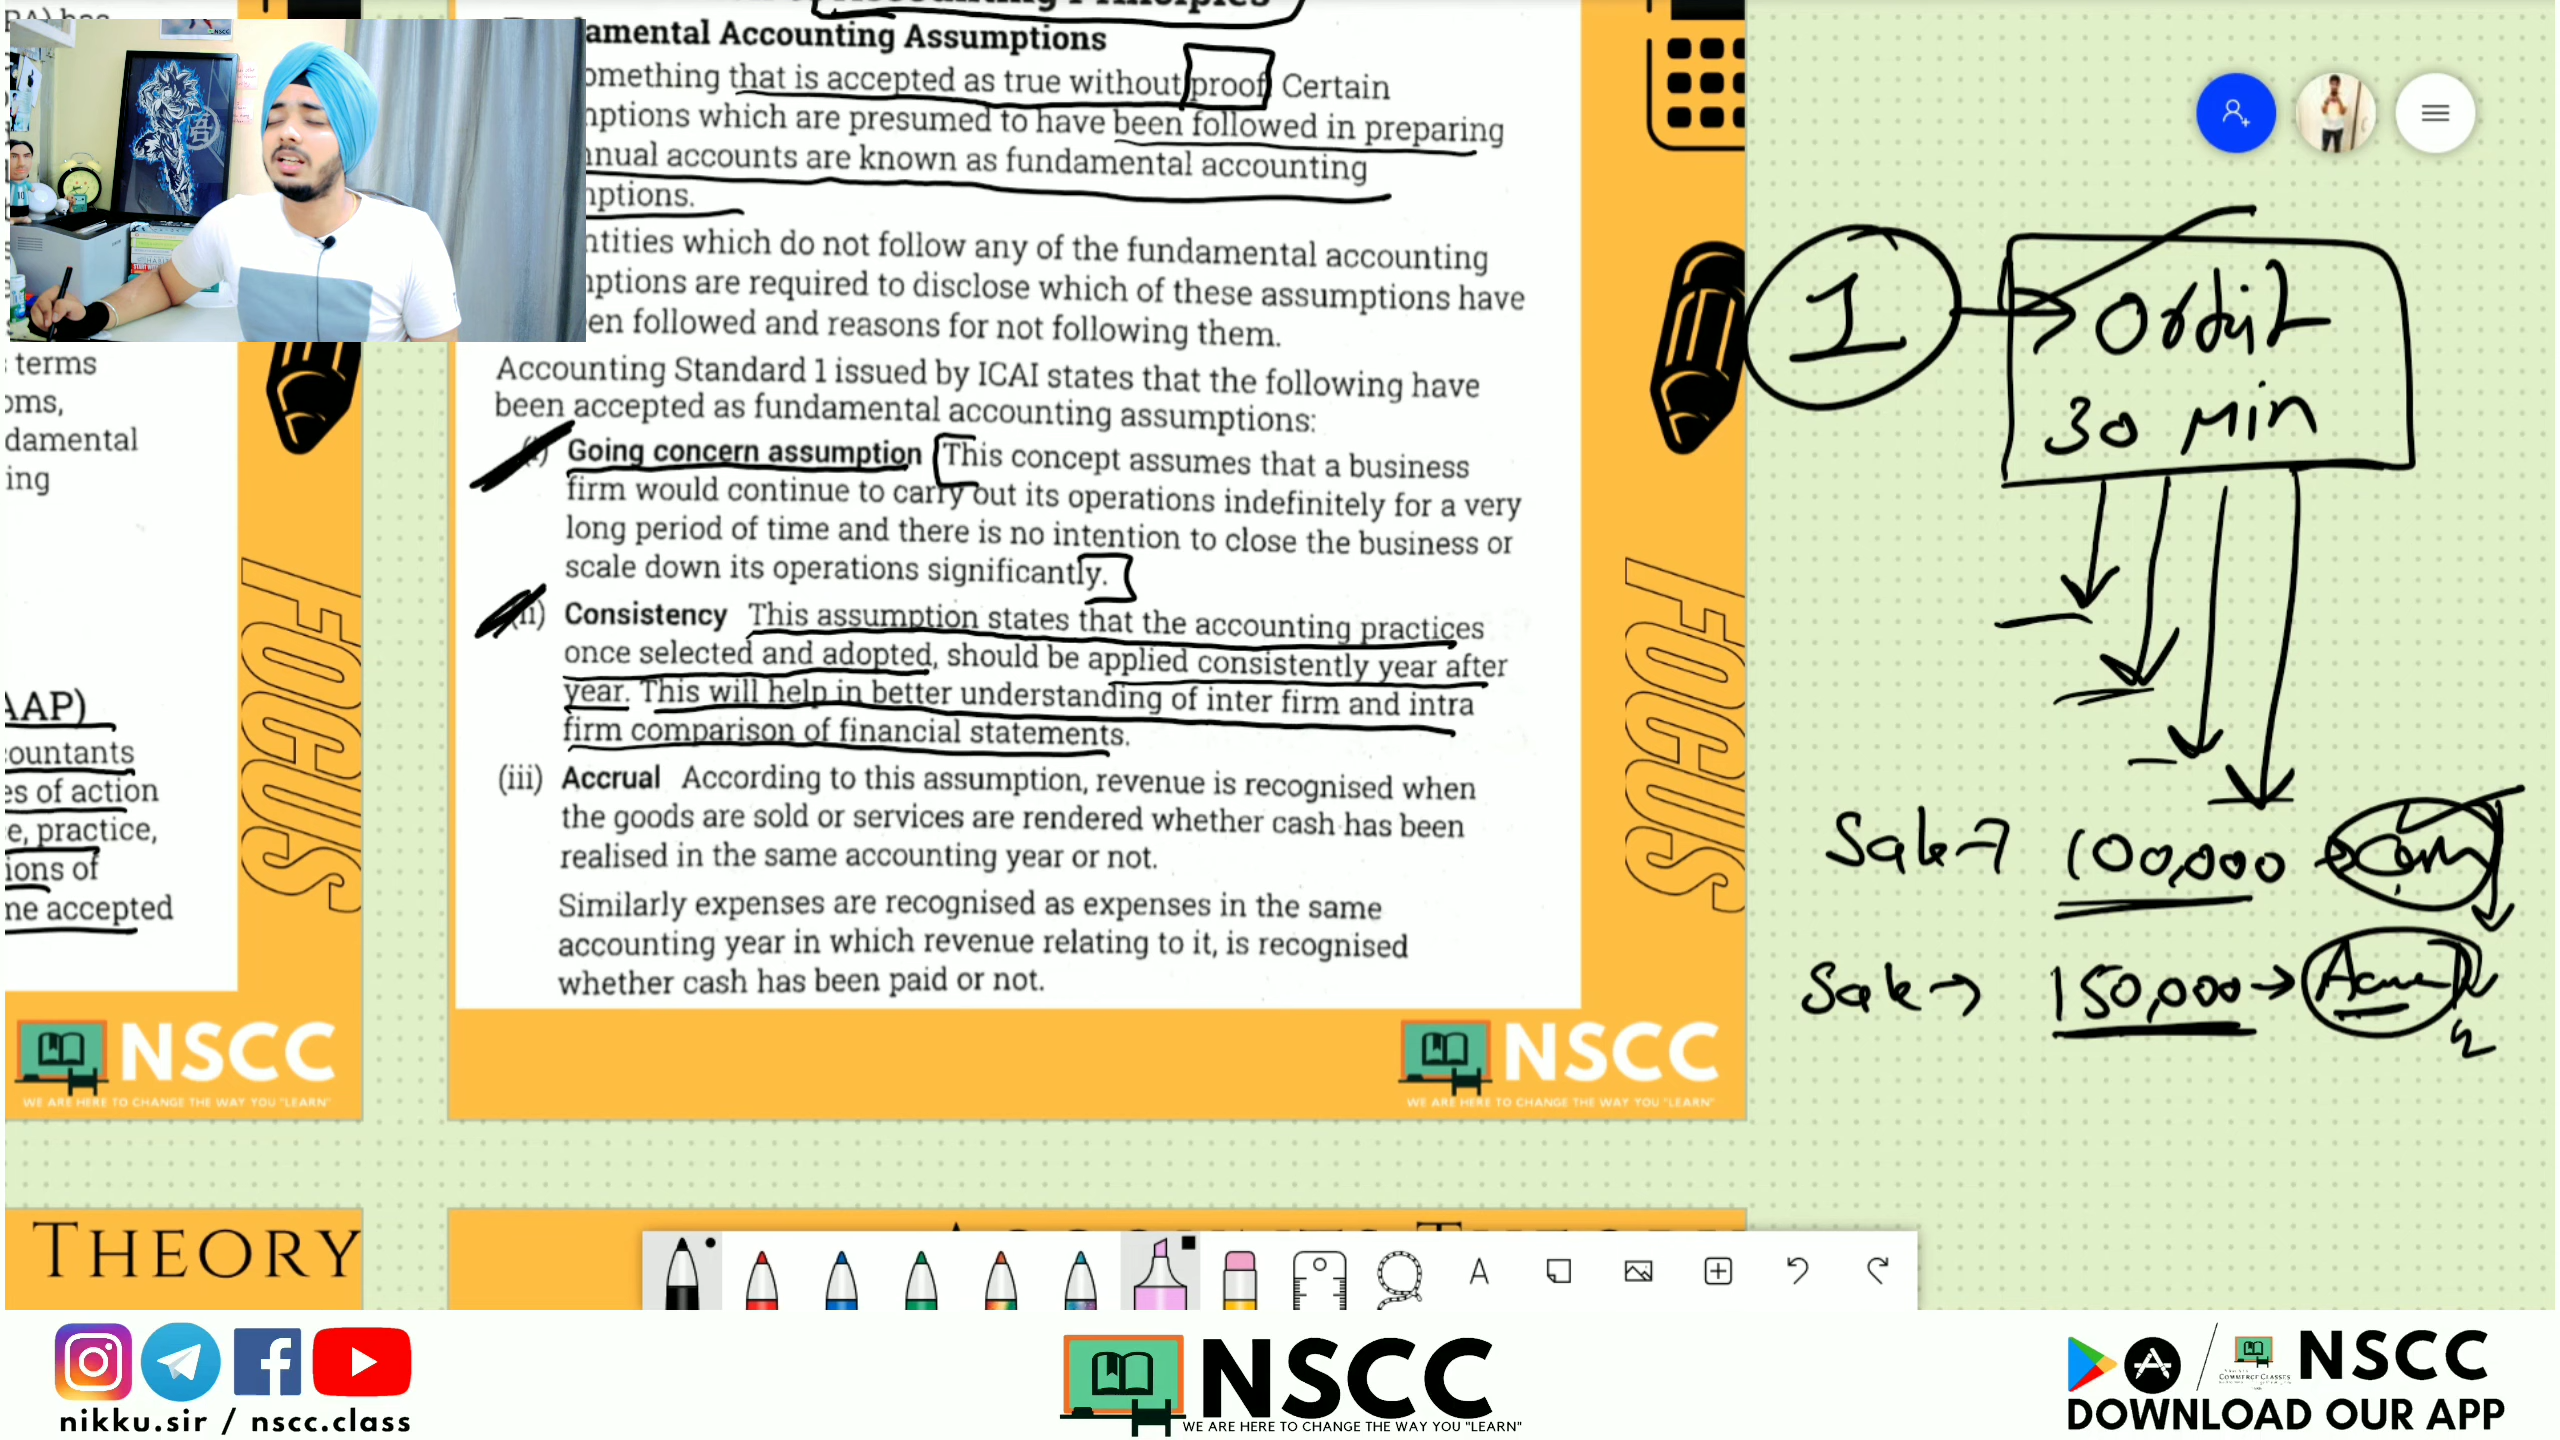 amental Accounting Assumptions
omething that is accepted as true without proof. Certain
nptions which are presumed to have been followed in preparing
nnual accounts are known as fundamental accounting
nptions.
ntities which do not follow any of the fundamental accounting
nptions are required to disclose which of these assumptions have
en followed and reasons for not following them.
Accounting Standard 1 issued by ICAI states that the following have
been accepted as fundamental accounting assumptions:
Going concern assumption This concept assumes that a business
firm would continue to carry out its operations indefinitely for a very
long period of time and there is no intention to close the business or
scale down its operations significantly.
Consistency This assumption states that the accounting practices
once selected and adopted, should be applied consistently year after
year. This will help in better understanding of inter firm and intra
firm comparison of financial statements.
(iii) Accrual According to this assumption, revenue is recognised when
the goods are sold or services are rendered whether cash has been
realised in the same accounting year or not.
Similarly expenses are recognised as expenses in the same
accounting year in which revenue relating to it, is recognised
whether cash has been paid or not.
terms
oms,
damental
ing
AAP)
ountants
es of action
e, practice,
ions of
me accepted
FOCUS
FOCUS
NSCC
WE ARE HERE TO CHANGE THE WAY YOU "LEARN"
NSCC
WE ARE HERE TO CHANGE THE WAY YOU "LEARN"
1
30 Min
Sale → 100,000
Sale → 150,000 →
THEORY
A
nikku.sir / nscc.class
NSCC
WE ARE HERE TO CHANGE THE WAY YOU "LEARN"
NSCC
COMMERCE CLASSES
DOWNLOAD OUR APP